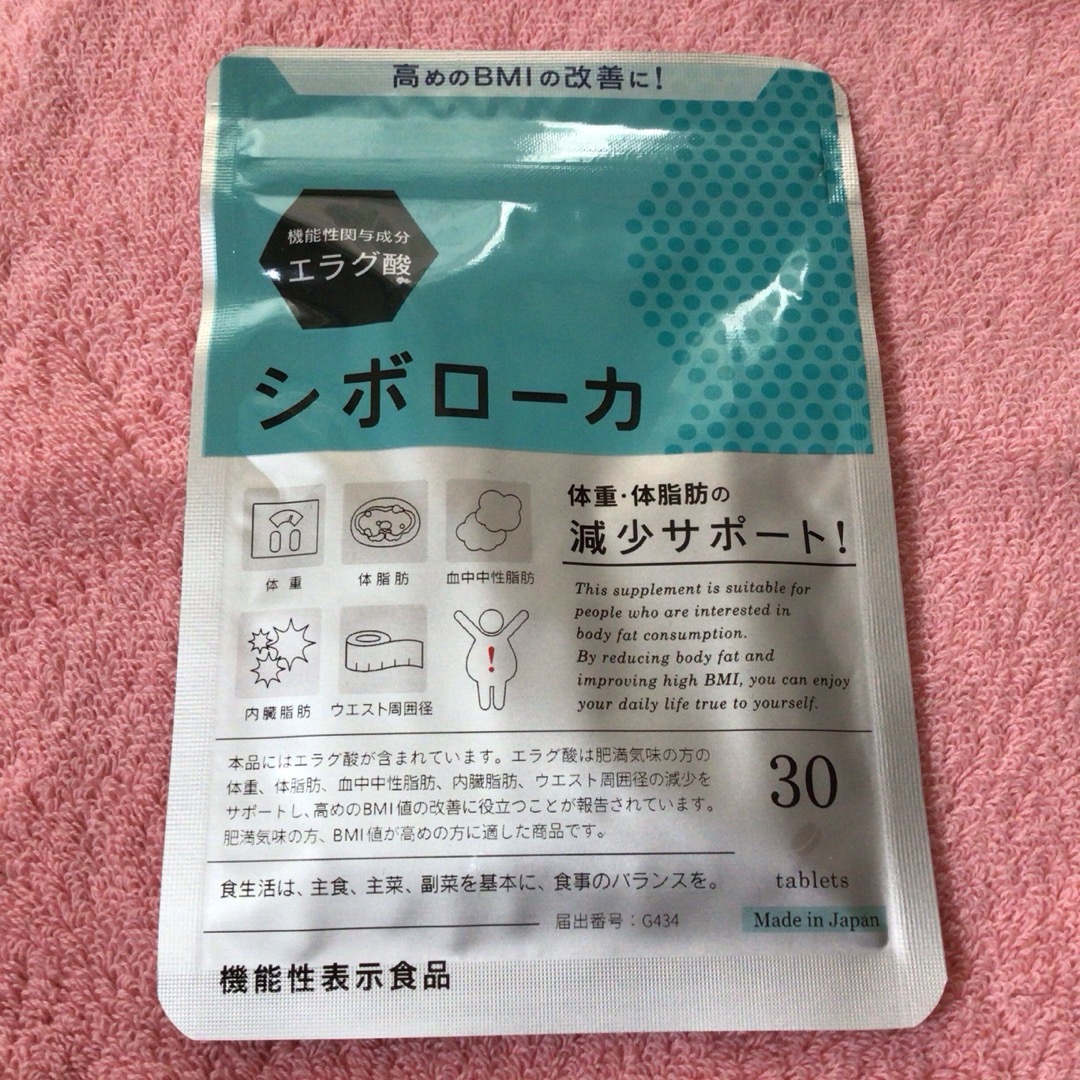 高めのBMIの改善に!
機能性関与成分
エラグ酸
シボローカ
体重
体脂肪
血中中性脂肪
内臓脂肪
ウエスト周囲径
!
体重・体脂肪の
減少サポート!
This supplement is suitable for
people who are interested in
body fat consumption.
By reducing body fat and
improving high BMI, you can enjoy
your daily life true to yourself.
本品にはエラグ酸が含まれています。エラグ酸は肥満気味の方の
体重、体脂肪、血中中性脂肪、内臓脂肪、ウエスト周囲径の減少を
サポートし、高めのBMI値の改善に役立つことが報告されています。
肥満気味の方、BMI値が高めの方に適した商品です。
30
tablets
Made in Japan
食生活は、主食、主菜、副菜を基本に、食事のバランスを。
届出番号:G434
機能性表示食品